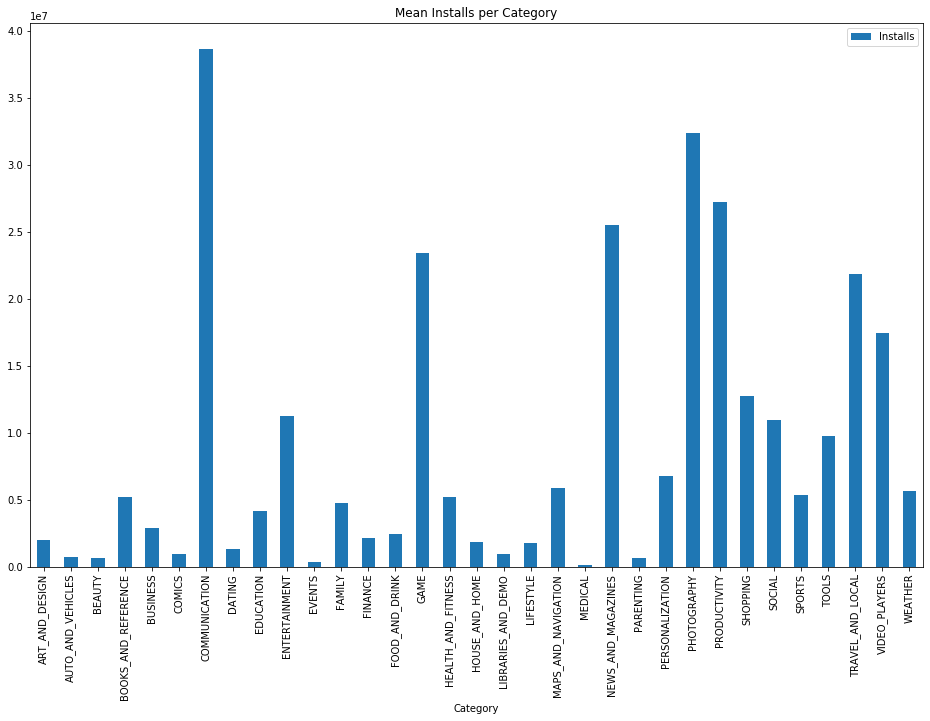 Mean Installs per Category
1e7
Installs
4.0
3.5
3.0
2.5
2.0
1.5
1.0
0.5
0.0
ART_AND_DESIGN
AUTO_AND_VEHICLES
BEAUTY
BOOKS_AND_REFERENCE
BUSINESS
COMICS
COMMUNICATION
DATING
EDUCATION
ENTERTAINMENT
EVENTS
FAMILY
FINANCE
FOOD_AND_DRINK
GAME
HEALTH_AND_FITNESS
HOUSE_AND_HOME
LIBRARIES_AND_DEMO
LIFESTYLE
MAPS_AND_NAVIGATION
MEDICAL
NEWS_AND_MAGAZINES
PARENTING
PERSONALIZATION
PHOTOGRAPHY
PRODUCTIVITY
SHOPPING
SOCIAL
SPORTS
TOOLS
TRAVEL_AND_LOCAL
VIDEO_PLAYERS
WEATHER
Category